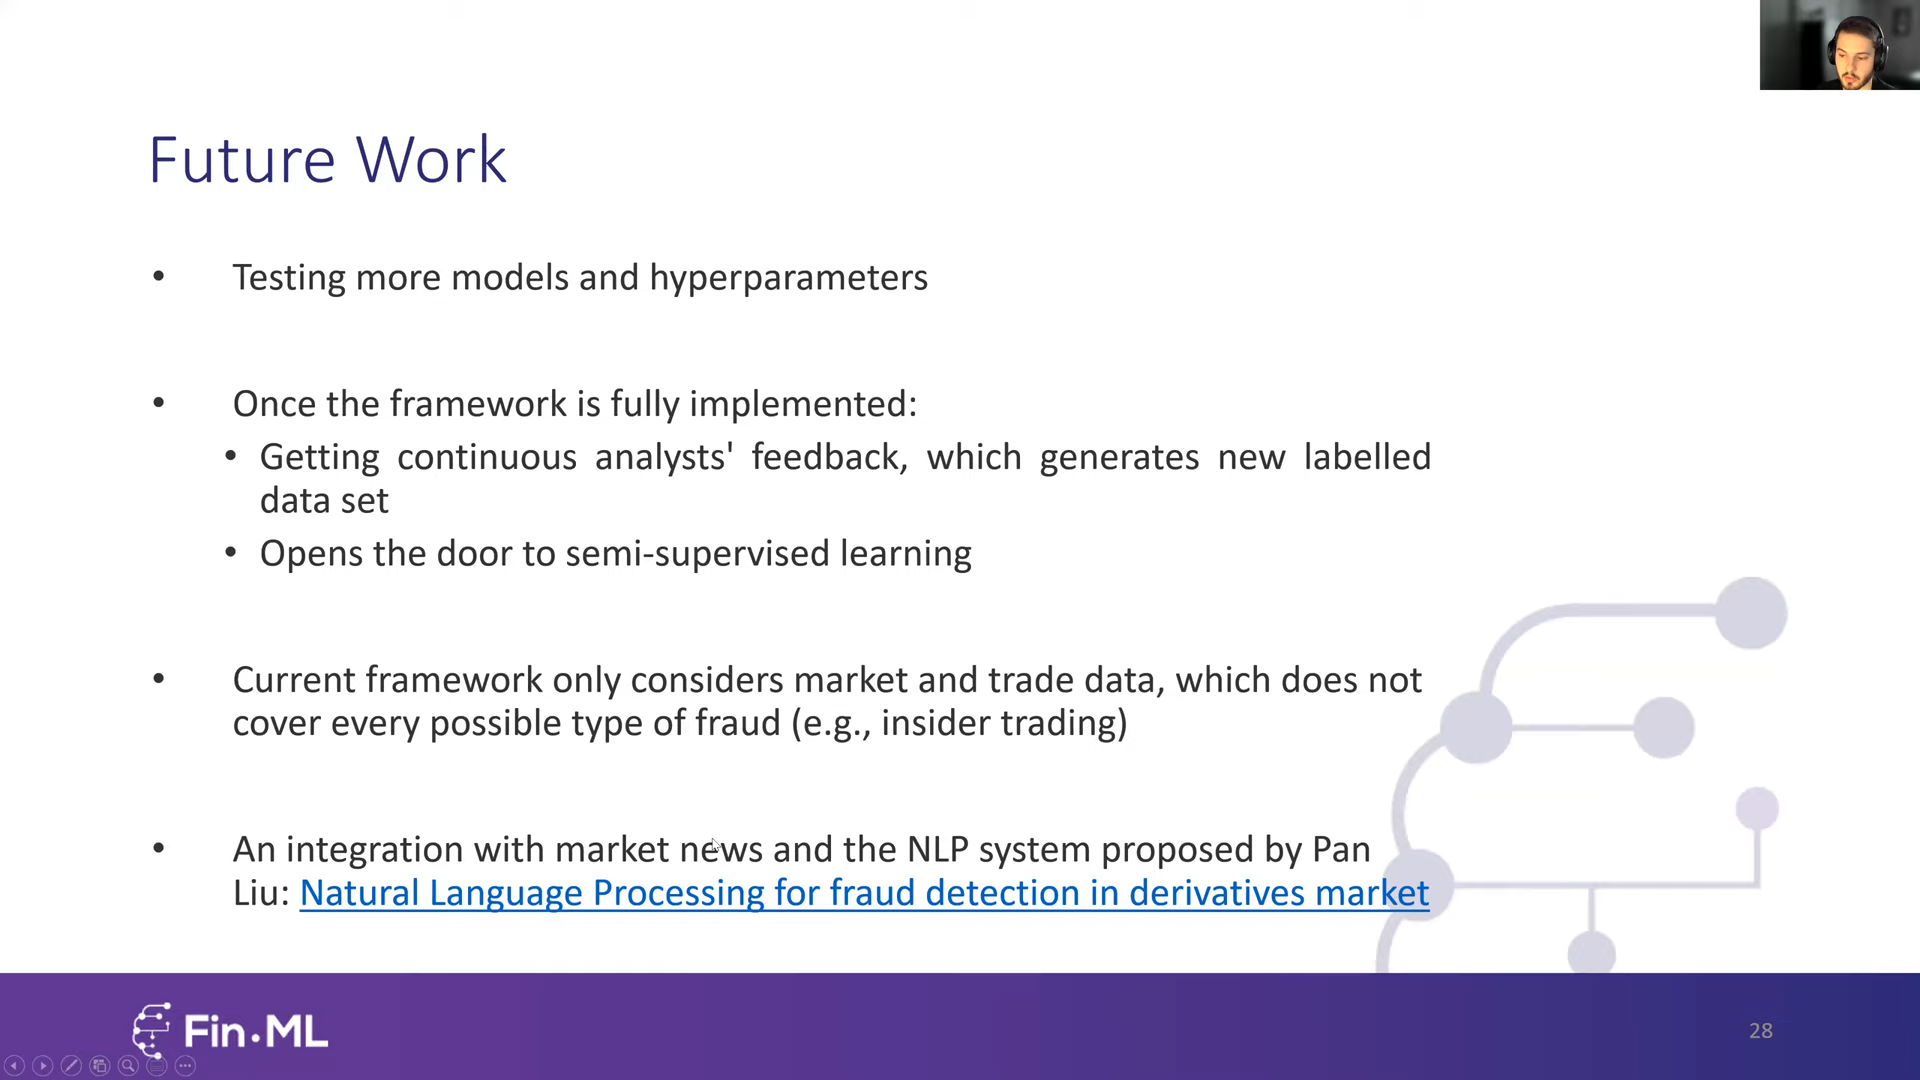 Future Work
• Testing more models and hyperparameters
• Once the framework is fully implemented:
• Getting continuous analysts' feedback, which generates new labelled
data set
• Opens the door to semi-supervised learning
• Current framework only considers market and trade data, which does not
cover every possible type of fraud (e.g., insider trading)
• An integration with market news and the NLP system proposed by Pan
Liu: Natural Language Processing for fraud detection in derivatives market
Fin•ML
28